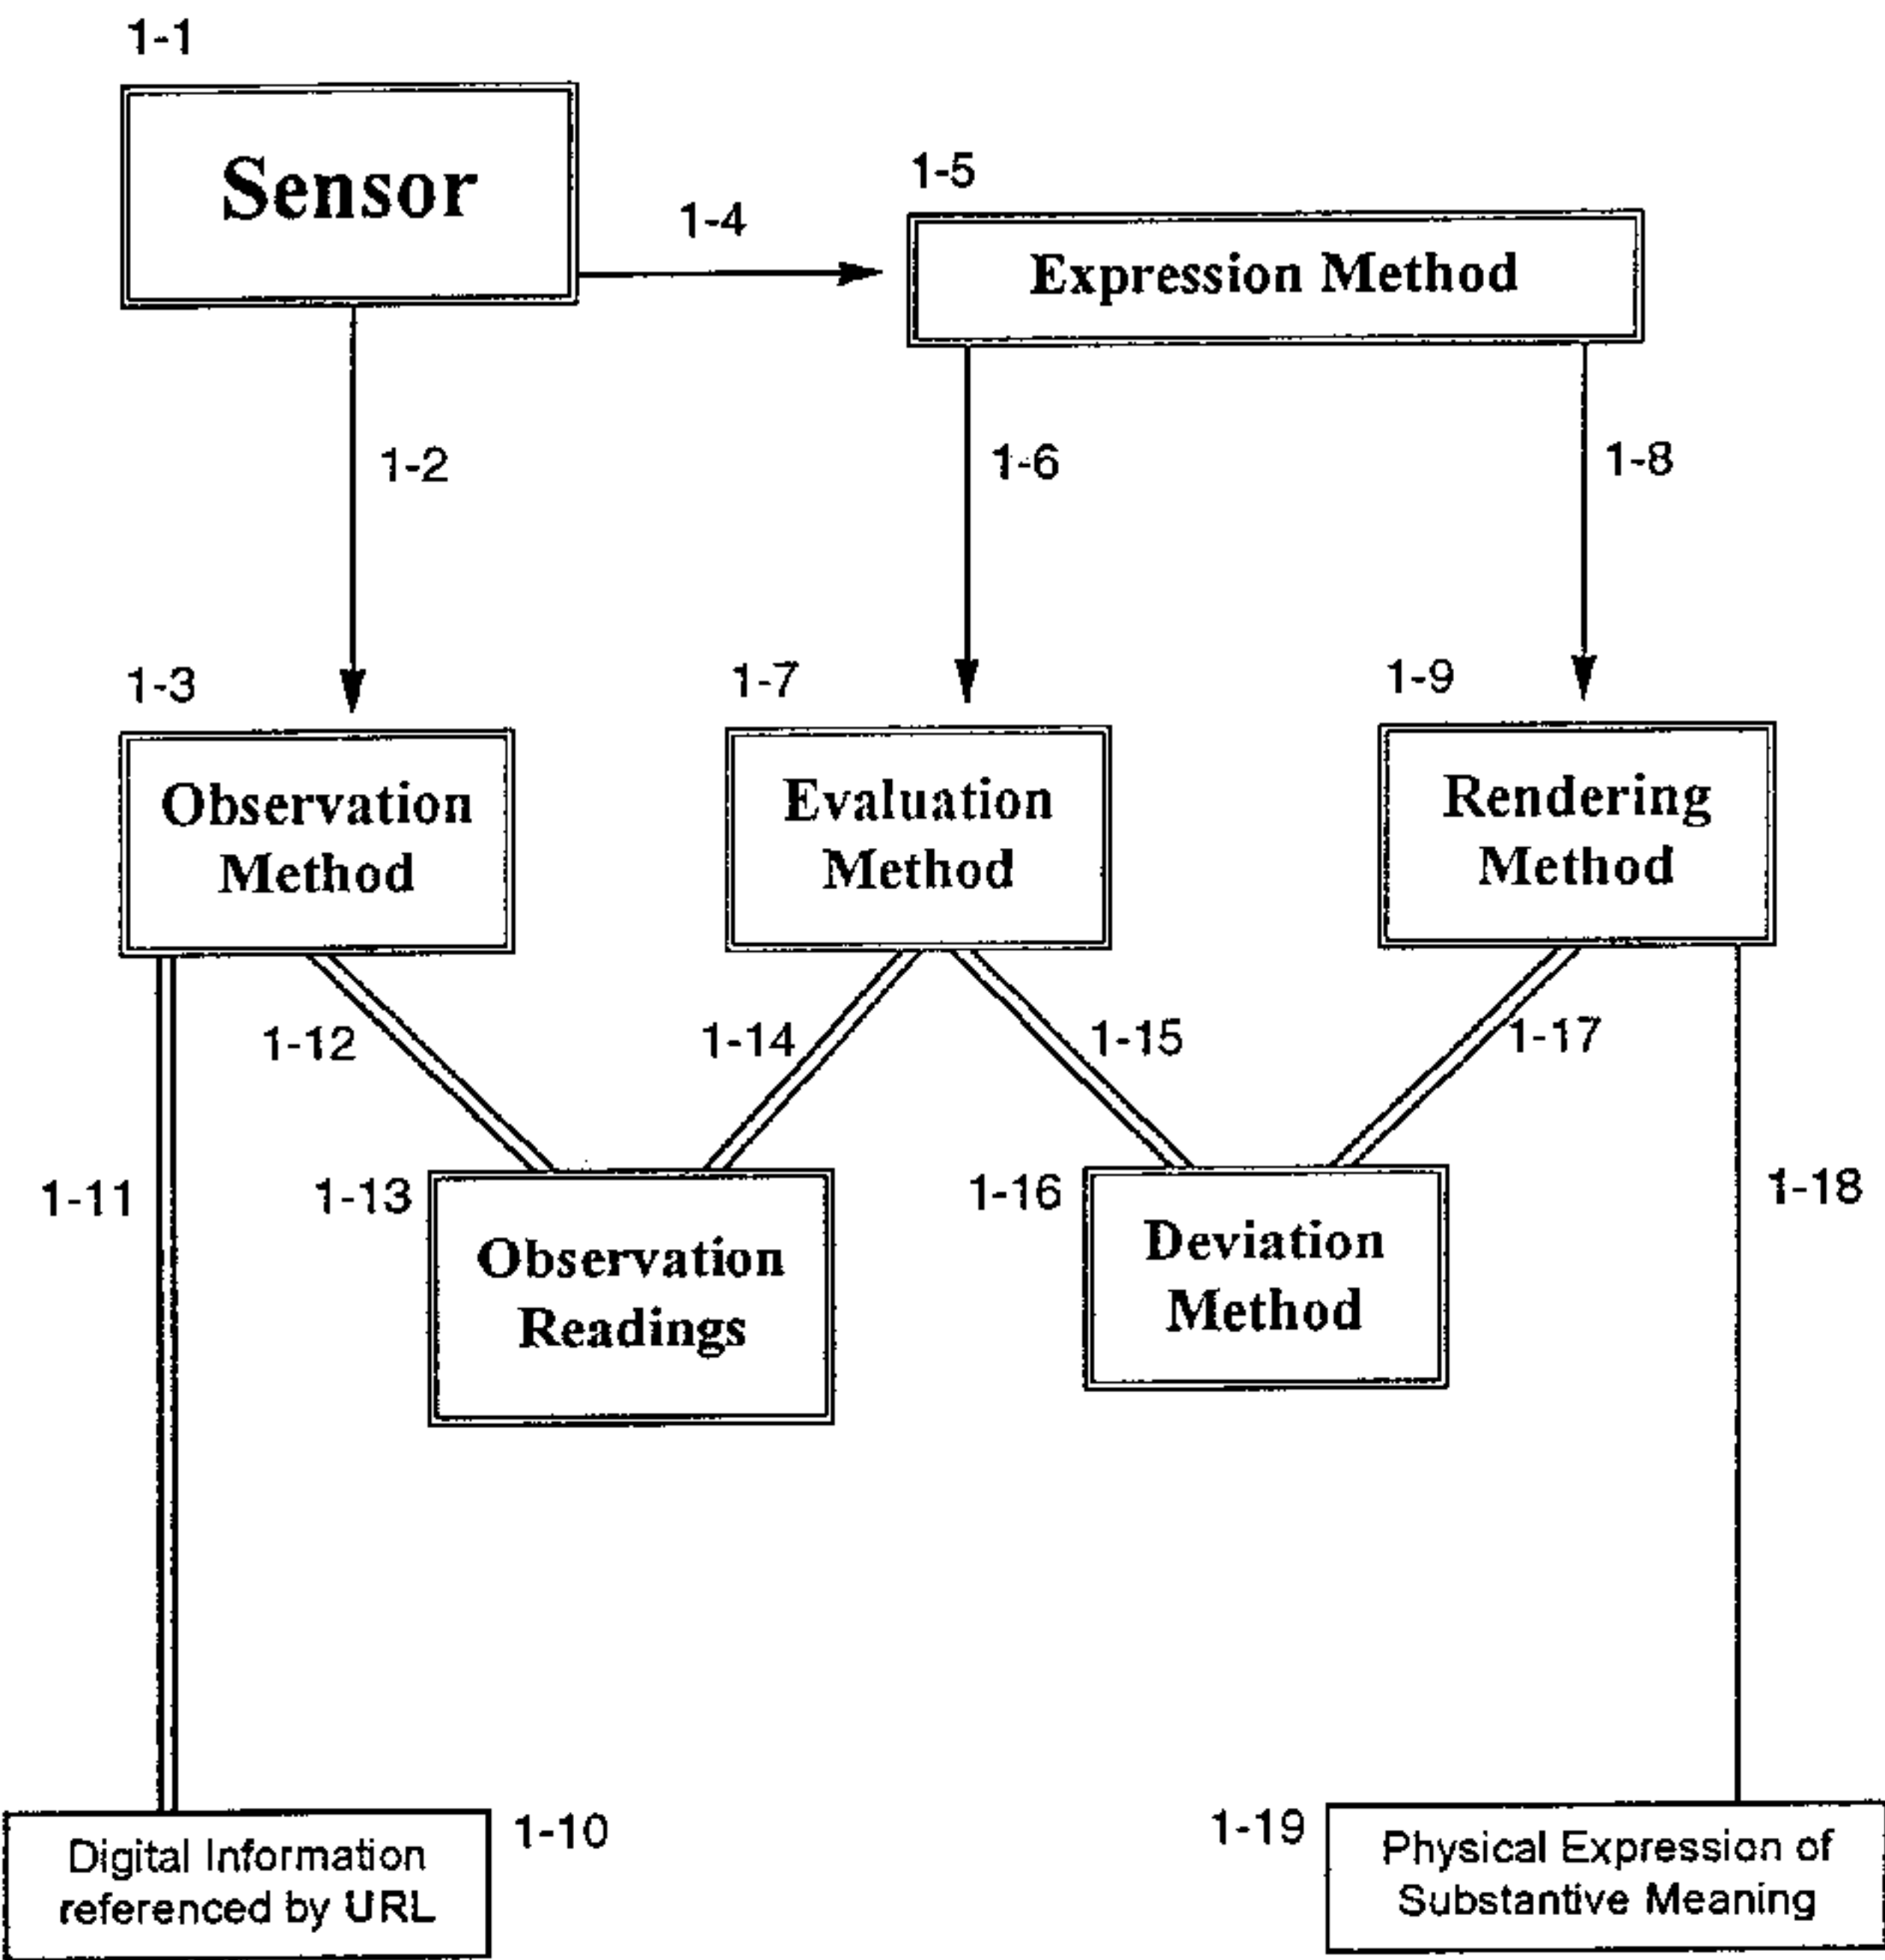 1-1
Sensor
1-4
1-5
Expression Method
1-2
1-6
1-8
1-3
Observation
Method
1-7
Evaluation
Method
1-9
Rendering
Method
1-12
1-14
1-15
1-17
1-11
1-13
Observation
Readings
1-16
Deviation
Method
1-18
Digital Information
referenced by URL
1-10
1-19
Physical Expression of
Substantive Meaning